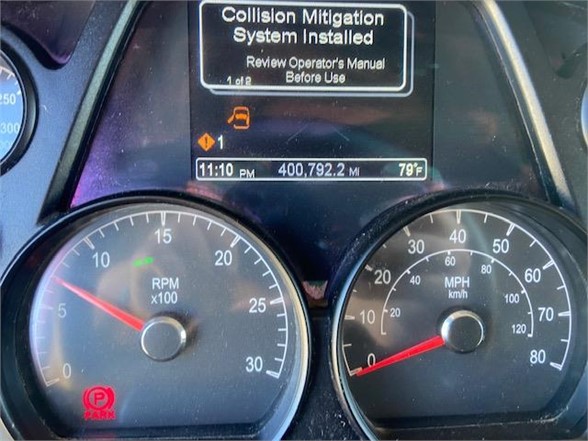 Collision Mitigation
System Installed
Review Operator's Manual
Before Use
1 of 2
! 1
11:10 PM 400,792.2 MI 79°F
250
300
0 5 10 15 20 25 30
RPM
x100
PARK
0 10 20 30 40 50 60 70 80
20 40 60 80 100 120
MPH
km/h